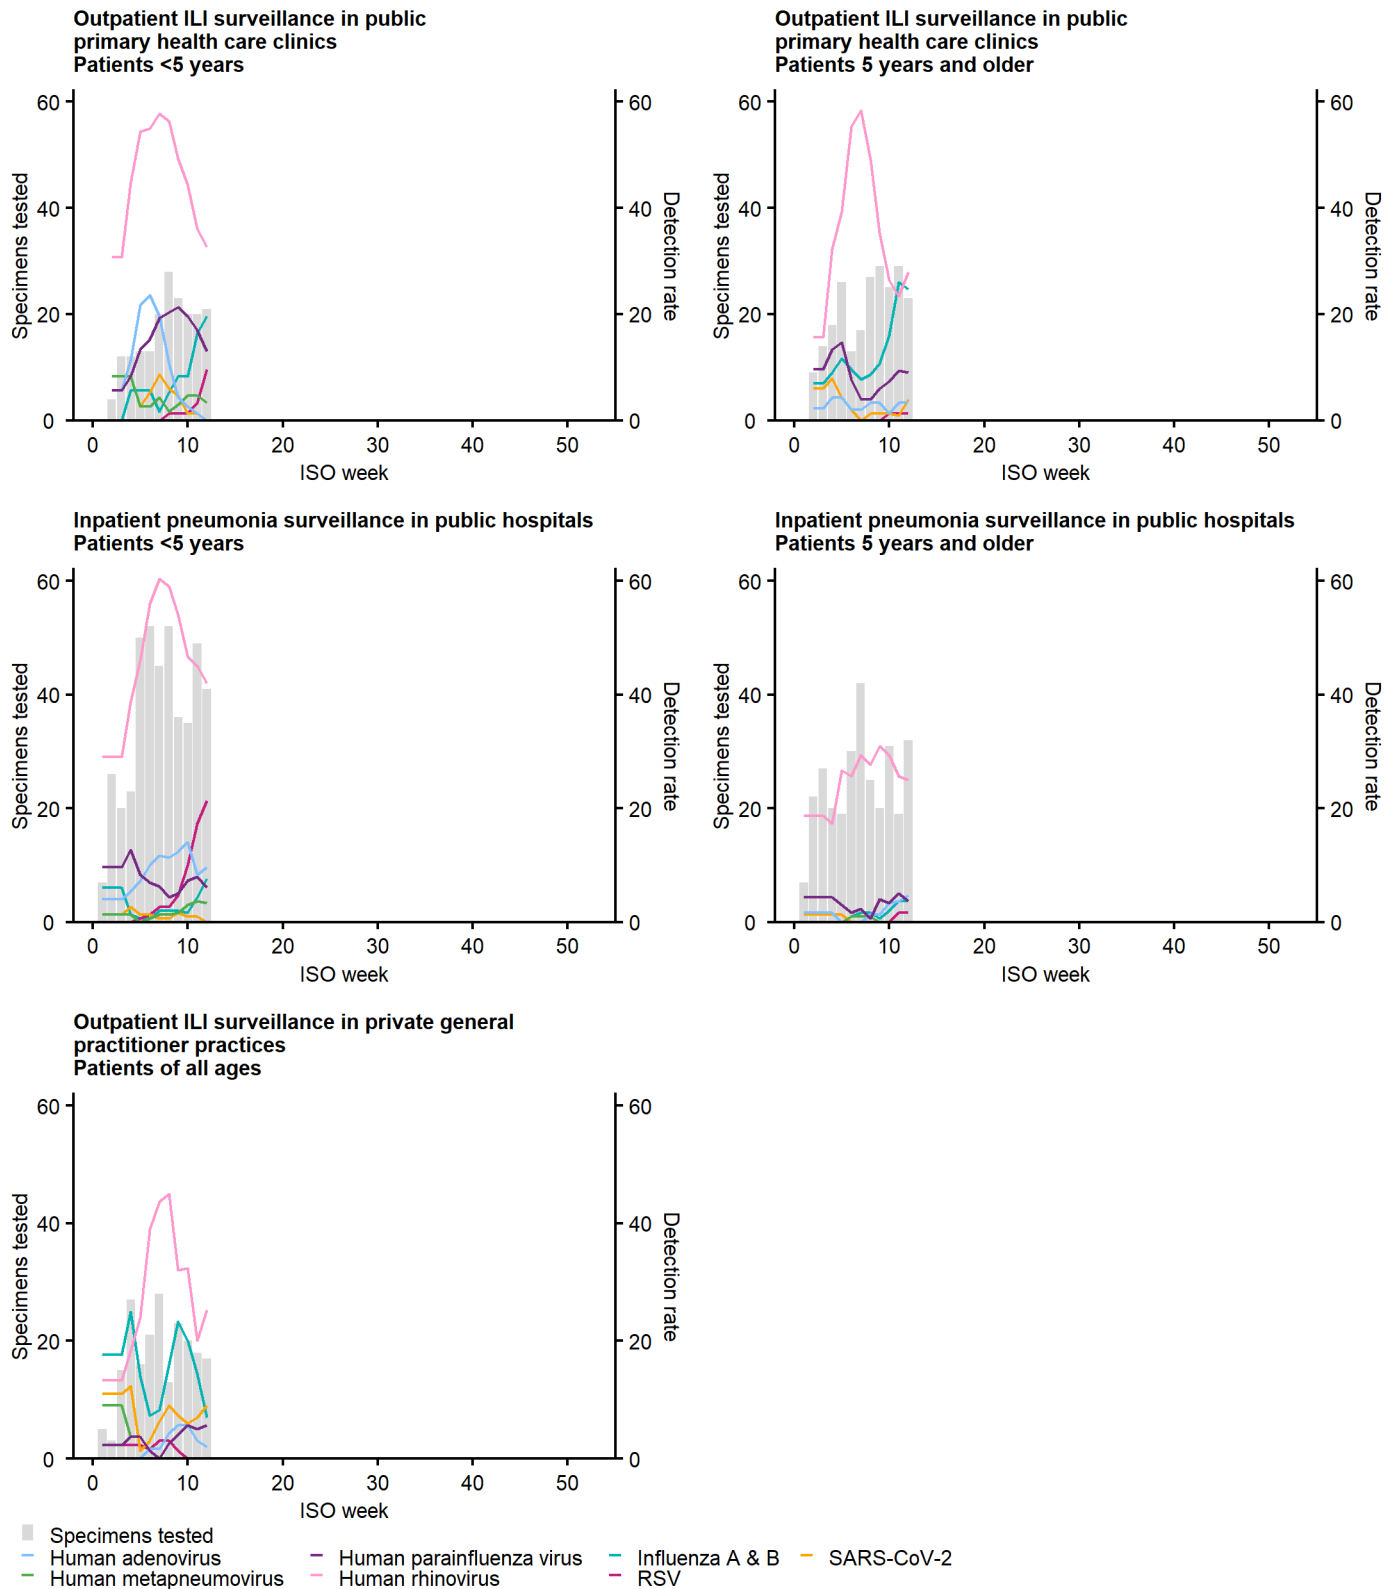 Outpatient ILI surveillance in public
primary health care clinics
Patients <5 years
60
40
20
0
Specimens tested
60
40
20
0
Detection rate
0 10 20 30 40 50
ISO week
Outpatient ILI surveillance in public
primary health care clinics
Patients 5 years and older
60
40
20
0
Specimens tested
60
40
20
0
Detection rate
0 10 20 30 40 50
ISO week
Inpatient pneumonia surveillance in public hospitals
Patients <5 years
60
40
20
0
Specimens tested
60
40
20
0
Detection rate
0 10 20 30 40 50
ISO week
Inpatient pneumonia surveillance in public hospitals
Patients 5 years and older
60
40
20
0
Specimens tested
60
40
20
0
Detection rate
0 10 20 30 40 50
ISO week
Outpatient ILI surveillance in private general
practitioner practices
Patients of all ages
60
40
20
0
Specimens tested
60
40
20
0
Detection rate
0 10 20 30 40 50
ISO week
Specimens tested
Human adenovirus Human parainfluenza virus Influenza A & B SARS-CoV-2
Human metapneumovirus Human rhinovirus RSV